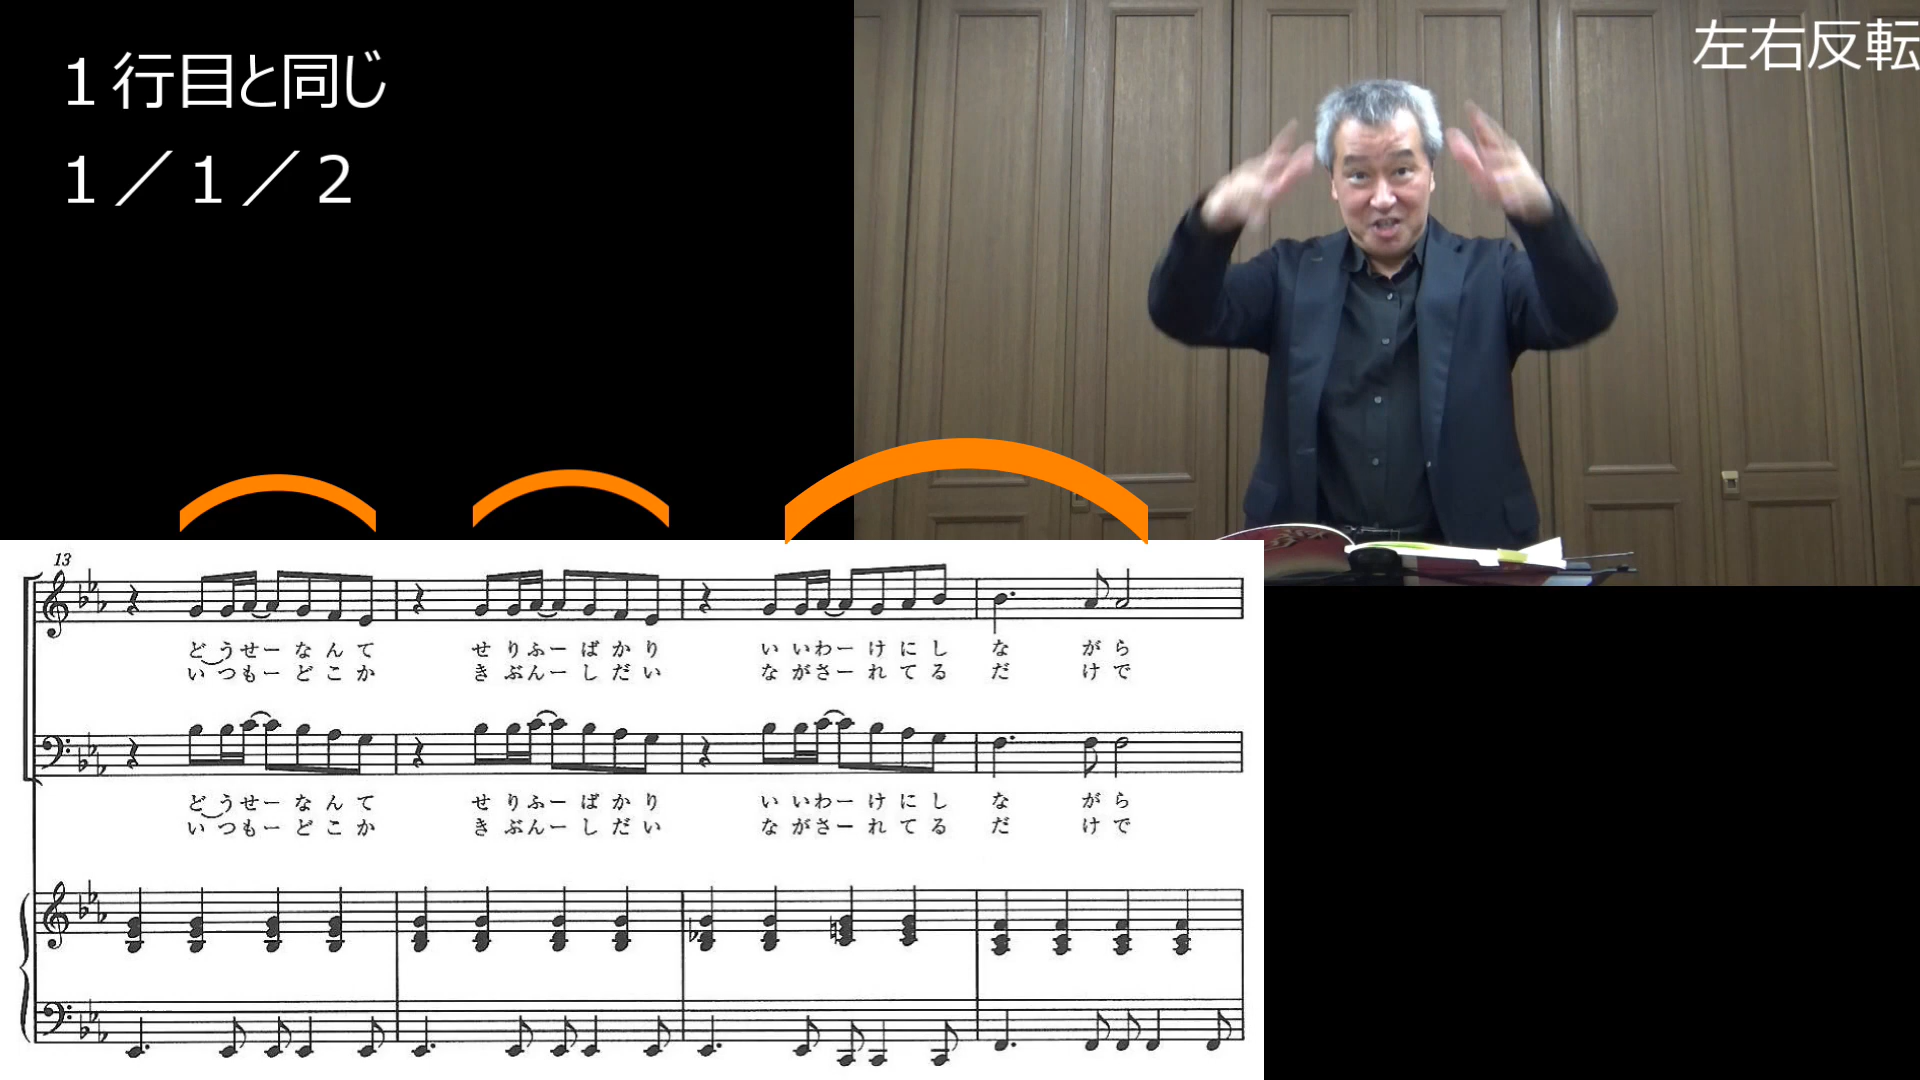 1行目と同じ
1／1／2
左右反転
13
どうせー なんて せりふー ばかり いいわー けにし な がら
いつもー どこか きぶんー しだい ながさー れてる だ けで
どうせー なんて せりふー ばかり いいわー けにし な がら
いつもー どこか きぶんー しだい ながさー れてる だ けで